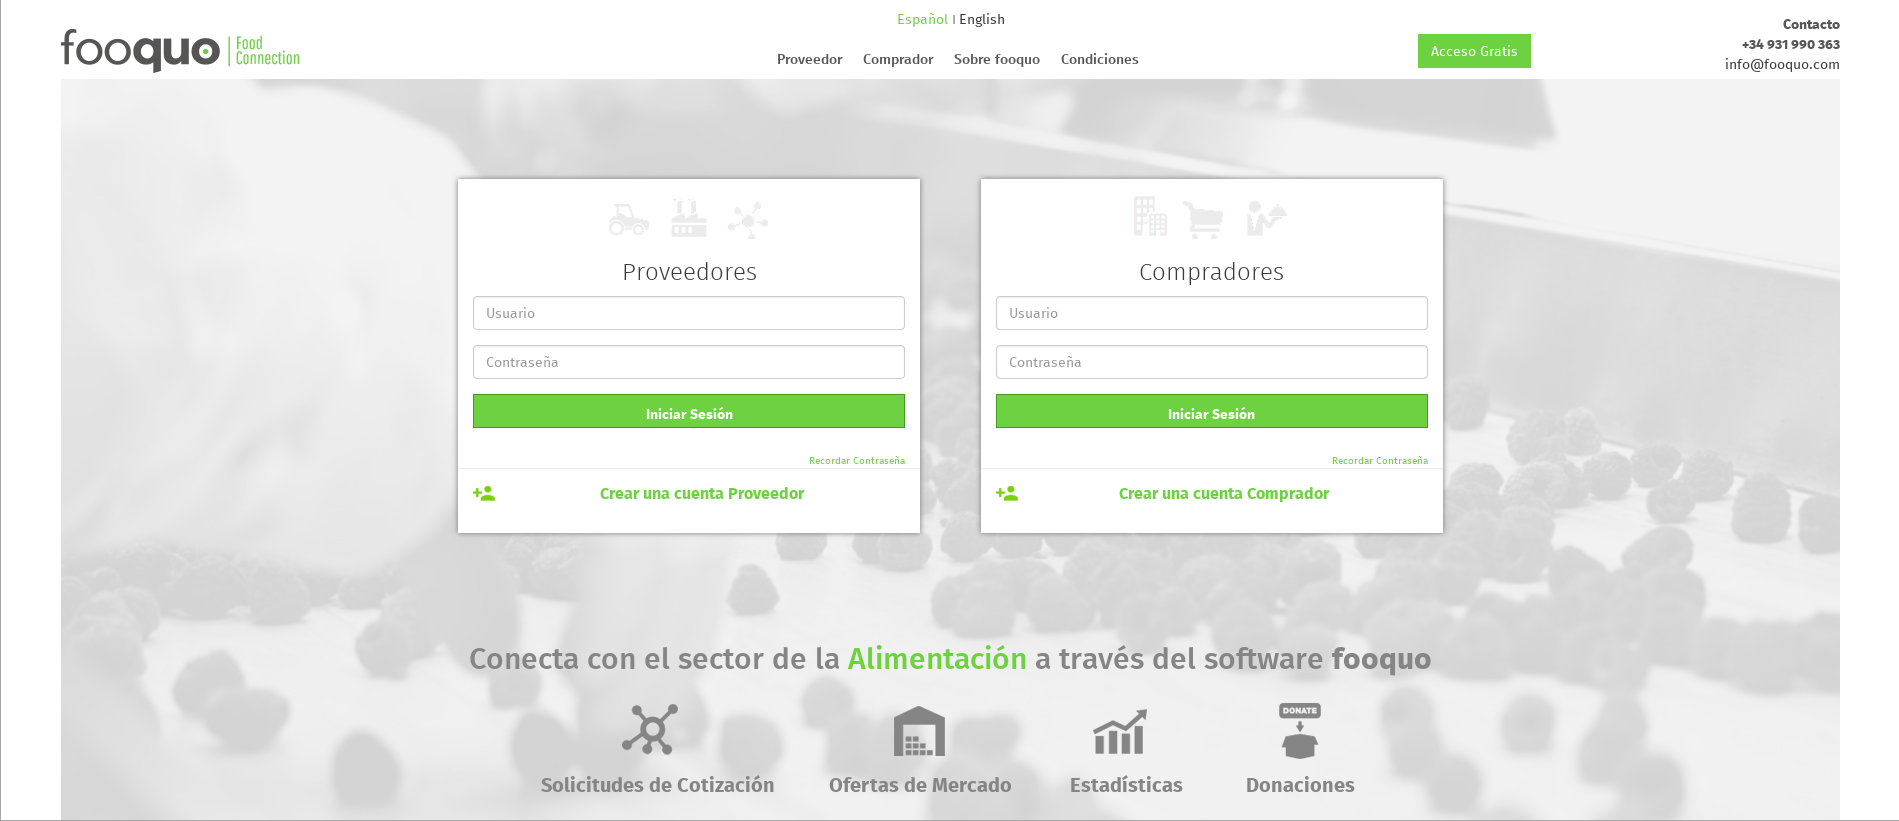 fooquo | Food
Connection
Español | English
Proveedor Comprador Sobre fooquo Condiciones
Acceso Gratis
Contacto
+34 931 990 363
info@fooquo.com
Proveedores
Usuario
Contraseña
Iniciar Sesión
Recordar Contraseña
Crear una cuenta Proveedor
Compradores
Usuario
Contraseña
Iniciar Sesión
Recordar Contraseña
Crear una cuenta Comprador
Conecta con el sector de la Alimentación a través del software fooquo
DONATE
Solicitudes de Cotización
Ofertas de Mercado
Estadísticas
Donaciones